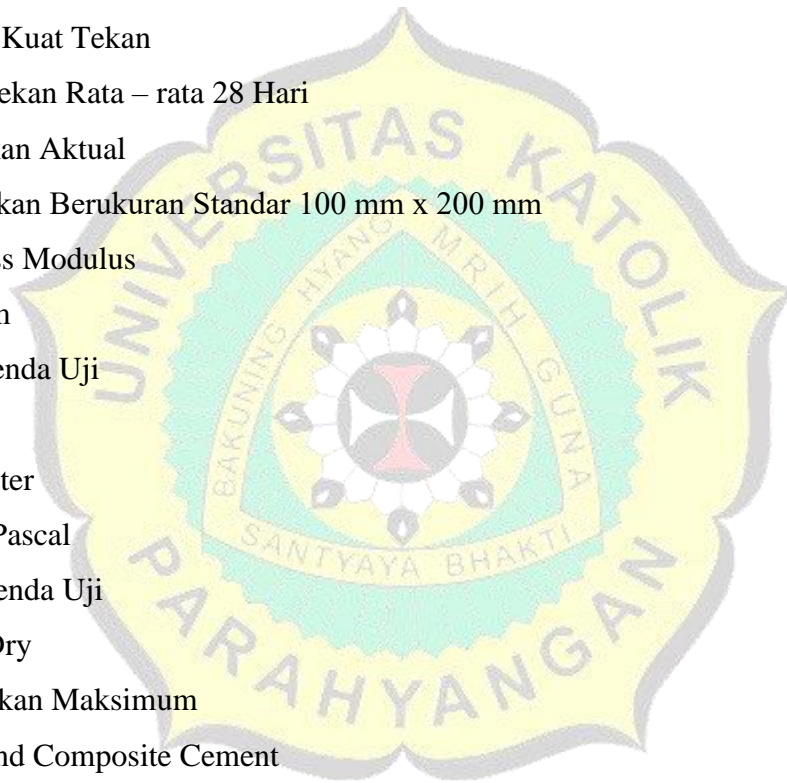 Kuat Tekan
ekan Rata – rata 28 Hari
an Aktual
kan Berukuran Standar 100 mm x 200 mm
ss Modulus
n
enda Uji
ter
Pascal
enda Uji
Dry
kan Maksimum
nd Composite Cement
UNIVERSITAS KATOLIK
PARAHYANGAN
BAKUNING HYANG MRIH GUNA
SANTYAYA BHAKTI